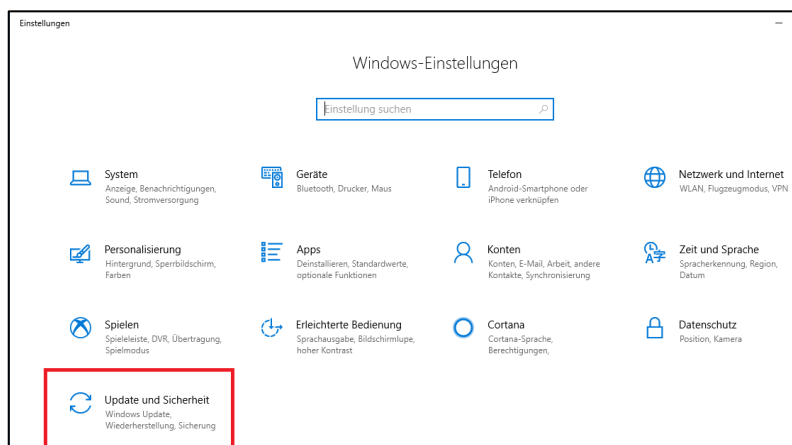 Einstellungen
Windows-Einstellungen
Einstellung suchen
System
Anzeige, Benachrichtigungen,
Sound, Stromversorgung
Geräte
Bluetooth, Drucker, Maus
Telefon
Android-Smartphone oder
iPhone verknüpfen
Netzwerk und Internet
WLAN, Flugzeugmodus, VPN
Personalisierung
Hintergrund, Sperrbildschirm,
Farben
Apps
Deinstallieren, Standardwerte,
optionale Funktionen
Konten
Konten, E-Mail, Arbeit, andere
Kontakte, Synchronisierung
Zeit und Sprache
Spracherkennung, Region,
Datum
Spielen
Spieleleiste, DVR, Übertragung,
Spielmodus
Erleichterte Bedienung
Sprachausgabe, Bildschirmlupe,
hoher Kontrast
Cortana
Cortana-Sprache,
Berechtigungen,
Datenschutz
Position, Kamera
Update und Sicherheit
Windows Update,
Wiederherstellung, Sicherung